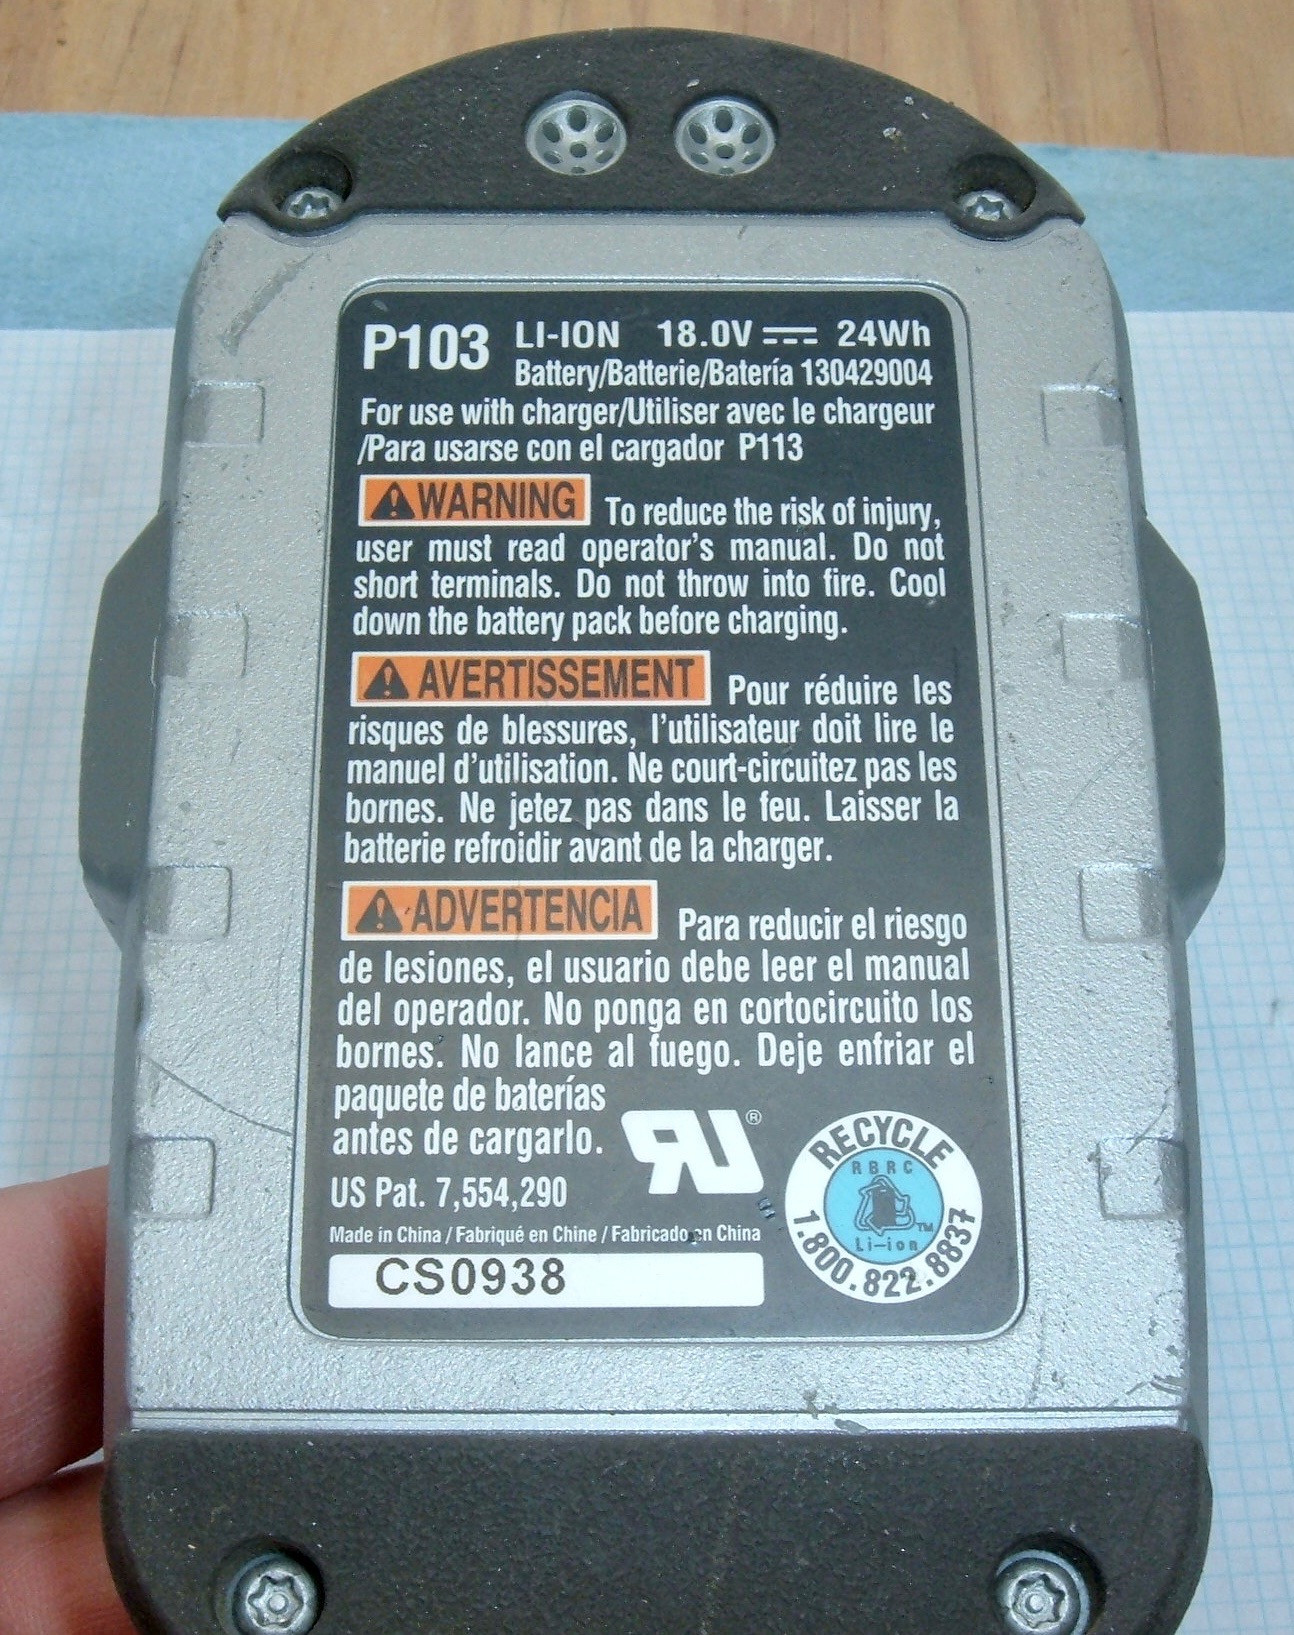 P103 LI-ION 18.0V 24Wh
Battery/Batterie/Batería 130429004
For use with charger/Utiliser avec le chargeur
/Para usarse con el cargador P113
WARNING To reduce the risk of injury,
user must read operator's manual. Do not
short terminals. Do not throw into fire. Cool
down the battery pack before charging.
AVERTISSEMENT Pour réduire les
risques de blessures, l'utilisateur doit lire le
manuel d'utilisation. Ne court-circuitez pas les
bornes. Ne jetez pas dans le feu. Laisser la
batterie refroidir avant de la charger.
ADVERTENCIA Para reducir el riesgo
de lesiones, el usuario debe leer el manual
del operador. No ponga en cortocircuito los
bornes. No lance al fuego. Deje enfriar el
paquete de baterías
antes de cargarlo.
US Pat. 7,554,290
Made in China / Fabriqué en Chine / Fabricado en China
CS0938
RU®
RECYCLE
RBRC
TM
Li-ion
1.800.822.8837